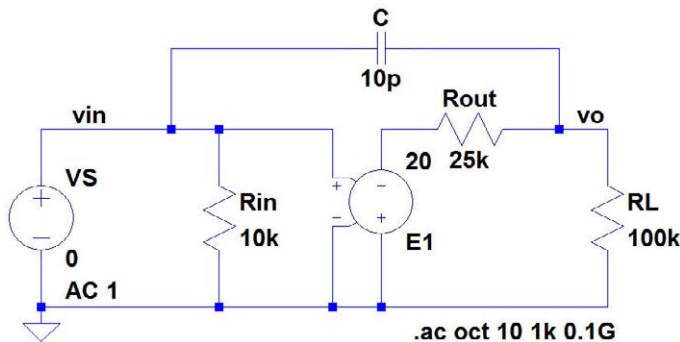 C
10p
Rout
vin
vo
20
25k
VS
+
−
+
−
−
+
Rin
10k
RL
100k
E1
0
AC 1
.ac oct 10 1k 0.1G